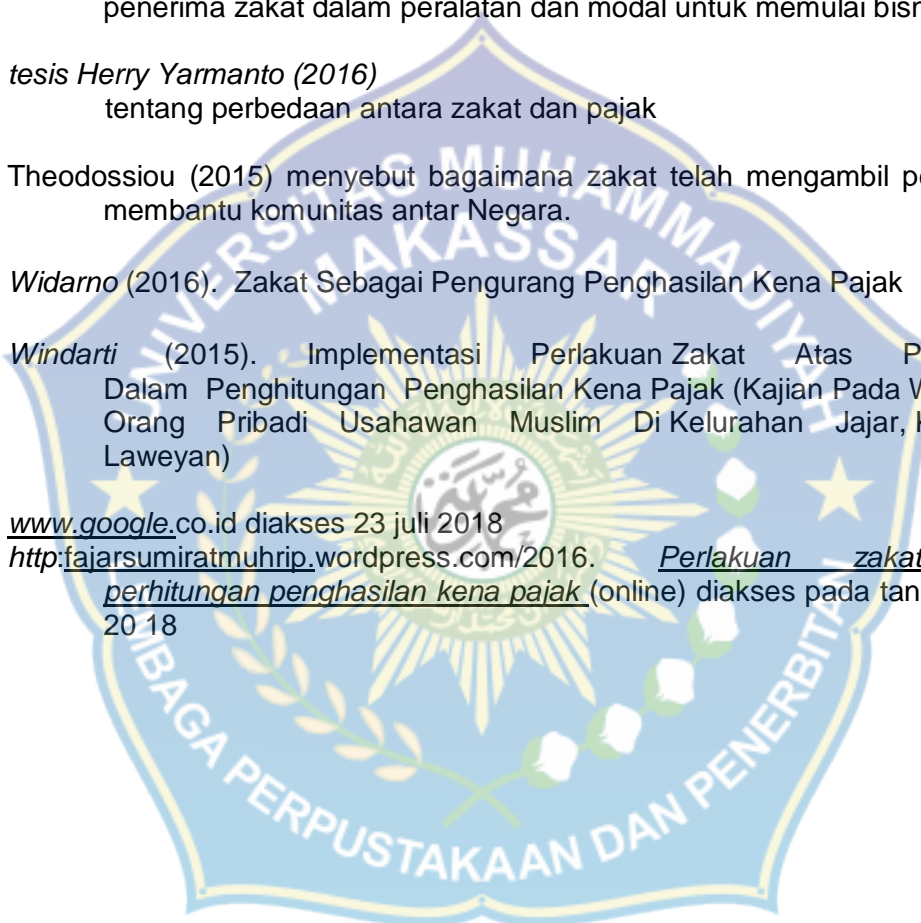 penerima zakat dalam peralatan dan modal untuk memulai
tesis Herry Yarmanto (2016)
tentang perbedaan antara zakat dan pajak
Theodossiou (2015) menyebut bagaimana zakat telah mengambil
membantu komunitas antar Negara.
Widarno (2016). Zakat Sebagai Pengurang Penghasilan Kena Pajak
Windarti (2015). Implementasi Perlakuan Zakat Atas
Dalam Penghitungan Penghasilan Kena Pajak (Kajian Pada
Orang Pribadi Usahawan Muslim Di Kelurahan Jajar,
Laweyan)
www.google.co.id diakses 23 juli 2018
http:fajarsumiratmuhrip.wordpress.com/2016. Perlakuan zakat
perhitungan penghasilan kena pajak (online) diakses pada
20 18
UNIVERSITAS MUHAMMADIYAH
MAKASSAR
LEMBAGA PERPUSTAKAAN DAN PENERBITAN